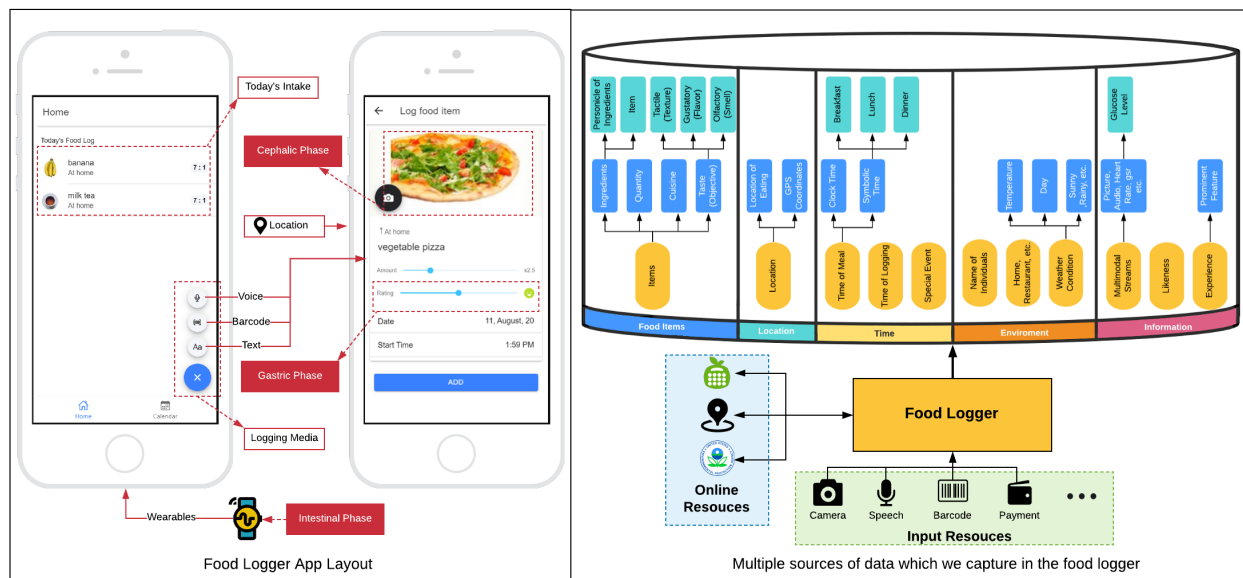 Home
Today's Food Log
banana
At home
7 : 1
milk tea
At home
7 : 1
Voice
Barcode
Text
Aa
Home
Calendar
Today's Intake
Cephalic Phase
Location
Gastric Phase
Logging Media
Wearables
Intestinal Phase
Log food item
At home
vegetable pizza
Amount
x2.5
Rating
Date
11, August, 20
Start Time
1:59 PM
ADD
Food Logger App Layout
Personicle of
Ingredients
Item
Tactile
(Texture)
Gustatory
(Flavor)
Olfactory
(Smell)
Breakfast
Lunch
Dinner
Glucose
Level
Ingredients
Quantity
Cuisine
Taste
(Objective)
Location of
Eating
GPS
Coordinates
Clock Time
Symbolic
Time
Temperature
Day
Sunny
,Rainy, etc.
Picture,
Audio, Heart
Rate, gsr
etc.
Prominent
Feature
Items
Location
Time of Meal
Time of Logging
Special Event
Name of
Individuals
Home,
Restaurant, etc.
Weather
Condition
Multimodal
Streams
Likeness
Experience
Food Items
Location
Time
Enviroment
Information
Food Logger
Online
Resouces
Camera
Speech
Barcode
Payment
Input Resouces
Multiple sources of data which we capture in the food logger